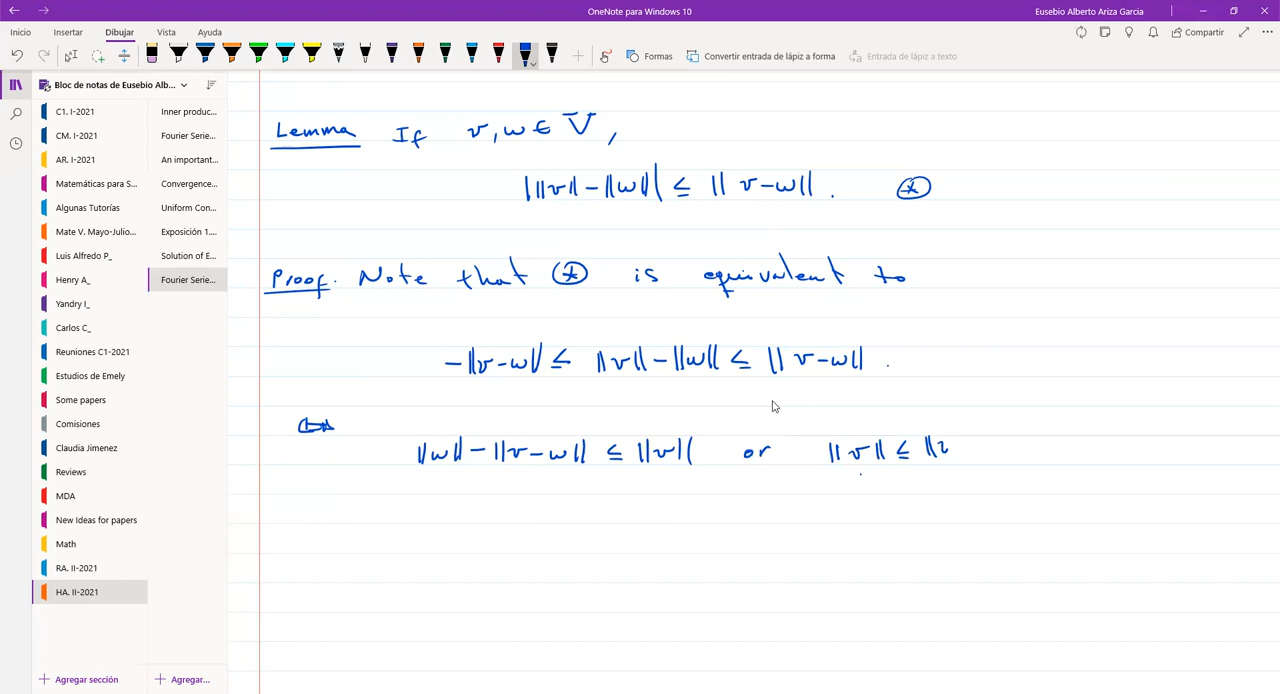 OneNote para Windows 10
Eusebio Alberto Ariza Garcia
Inicio Insertar Dibujar Vista Ayuda
Compartir
Formas
Convertir entrada de lápiz a forma
Entrada de lápiz a texto
Bloc de notas de Eusebio Alb...
C1. I-2021
CM. I-2021
AR. I-2021
Matemáticas para S...
Algunas Tutorías
Mate V. Mayo-Julio...
Luis Alfredo P_
Henry A_
Yandry I_
Carlos C_
Reuniones C1-2021
Estudios de Emely
Some papers
Comisiones
Claudia Jimenez
Reviews
MDA
New Ideas for papers
Math
RA. II-2021
HA. II-2021
Agregar sección
Inner produc...
Fourier Serie...
An important...
Convergence...
Uniform Con...
Exposición 1....
Solution of E...
Fourier Serie...
Agregar...
Lemma If v, w ∈ V,
|‖v‖ - ‖w‖| ≤ ‖v-w‖. ⊛
Proof. Note that ⊛ is equivalent to
-‖v-w‖ ≤ ‖v‖ - ‖w‖ ≤ ‖v-w‖.
‖w‖ - ‖v-w‖ ≤ ‖v‖ or ‖v‖ ≤ ‖v